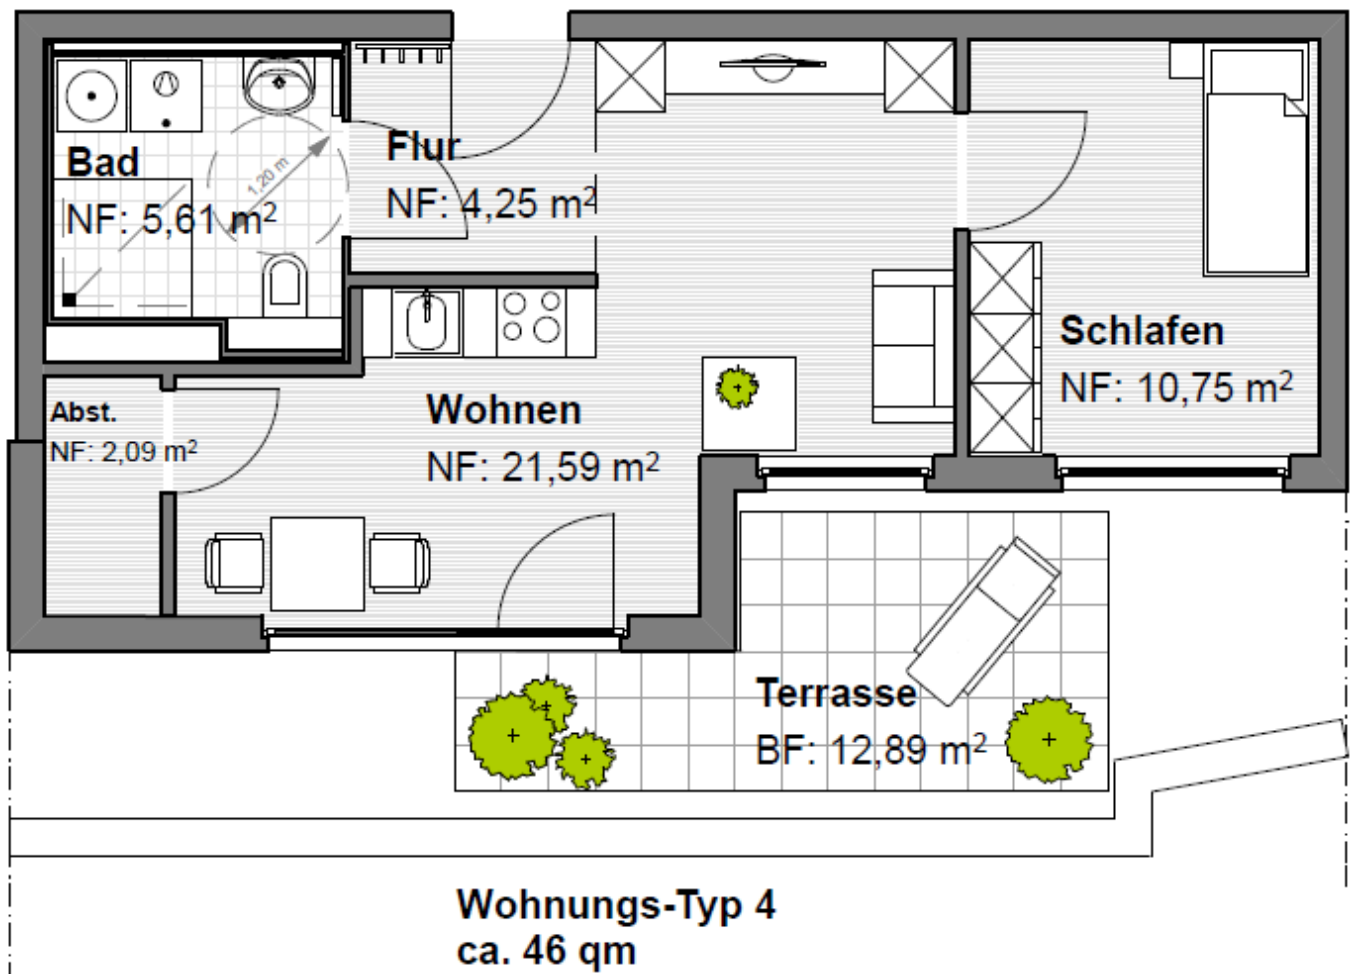 Bad
NF: 5,61 m²
1,20 m
Flur
NF: 4,25 m²
Schlafen
NF: 10,75 m²
Abst.
NF: 2,09 m²
Wohnen
NF: 21,59 m²
Terrasse
BF: 12,89 m²
Wohnungs-Typ 4
ca. 46 qm